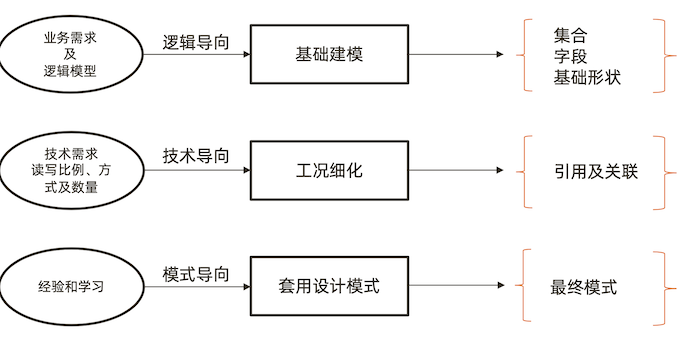 业务需求
及
逻辑模型
逻辑导向
基础建模
集合
字段
基础形状
技术需求
读写比例、方
式及数量
技术导向
工况细化
引用及关联
经验和学习
模式导向
套用设计模式
最终模式